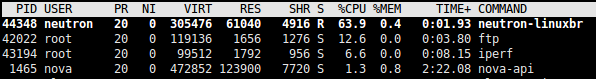 PID USER PR NI VIRT RES SHR S %CPU %MEM TIME+ COMMAND
44348 neutron 20 0 305476 61040 4916 R 63.9 0.4 0:01.93 neutron-linuxbr
42022 root 20 0 119136 1656 1276 S 12.6 0.0 0:03.80 ftp
43194 root 20 0 99512 1792 956 S 6.6 0.0 0:08.15 iperf
1465 nova 20 0 472852 123900 7720 S 1.3 0.8 2:22.08 nova-api